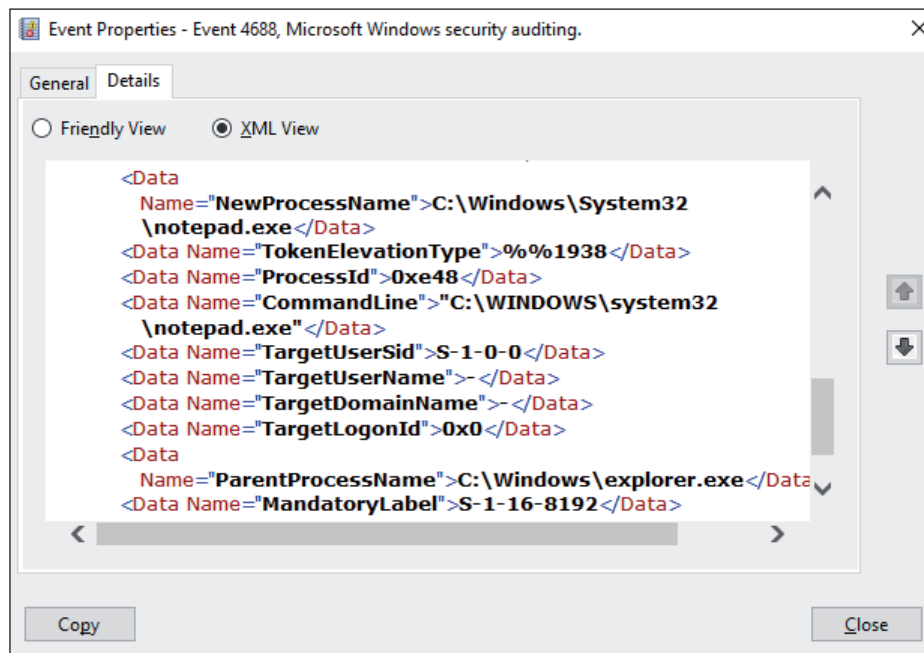 Event Properties - Event 4688, Microsoft Windows security auditing.
General Details
Friendly View XML View
<Data
Name="NewProcessName">C:\Windows\System32
\notepad.exe</Data>
<Data Name="TokenElevationType">%%1938</Data>
<Data Name="ProcessId">0xe48</Data>
<Data Name="CommandLine">"C:\WINDOWS\system32
\notepad.exe"</Data>
<Data Name="TargetUserSid">S-1-0-0</Data>
<Data Name="TargetUserName">-</Data>
<Data Name="TargetDomainName">-</Data>
<Data Name="TargetLogonId">0x0</Data>
<Data
Name="ParentProcessName">C:\Windows\explorer.exe</Data
<Data Name="MandatoryLabel">S-1-16-8192</Data>
Copy Close